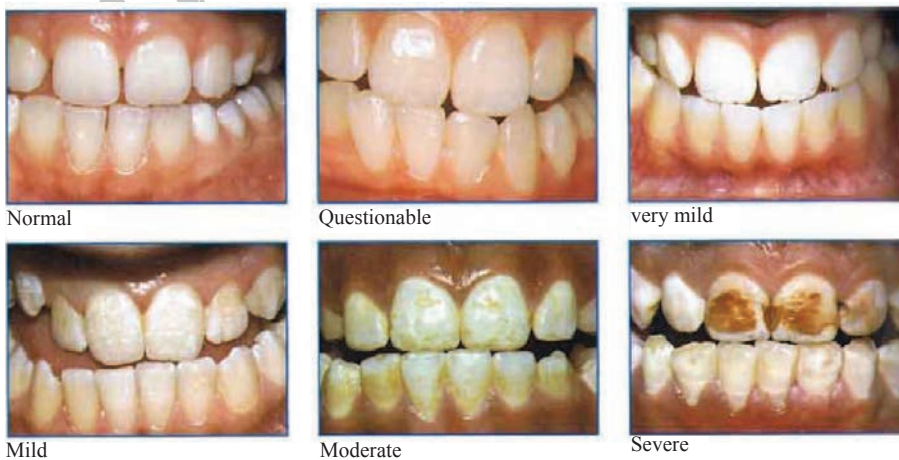 Normal
Questionable
very mild
Mild
Moderate
Severe